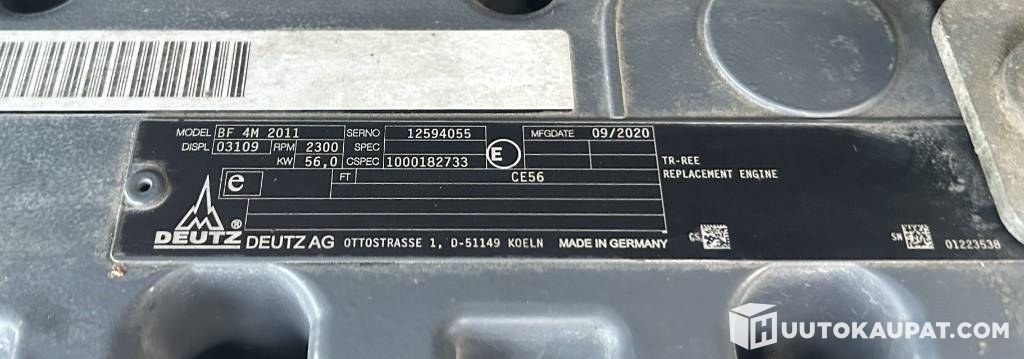 MODEL BF 4M 2011 SERNO 12594055 MFGDATE 09/2020
DISPL 03109 RPM 2300 SPEC
KW 56,0 CSPEC 1000182733 E
TR-REE
REPLACEMENT ENGINE
e FT CE56
DEUTZ® DEUTZ AG OTTOSTRASSE 1, D-51149 KOELN MADE IN GERMANY
CS SN 01223538
HUUTOKAUPAT.COM